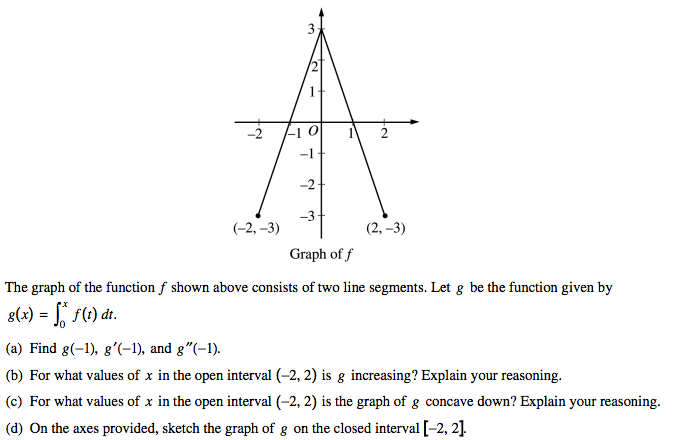 3
2
1
−2 −1 O 1 2
−1
−2
−3
(−2, −3) (2, −3)
Graph of f
The graph of the function f shown above consists of two line segments. Let g be the function given by
g(x) = ∫₀ˣ f(t) dt.
(a) Find g(−1), g′(−1), and g″(−1).
(b) For what values of x in the open interval (−2, 2) is g increasing? Explain your reasoning.
(c) For what values of x in the open interval (−2, 2) is the graph of g concave down? Explain your reasoning.
(d) On the axes provided, sketch the graph of g on the closed interval [−2, 2].